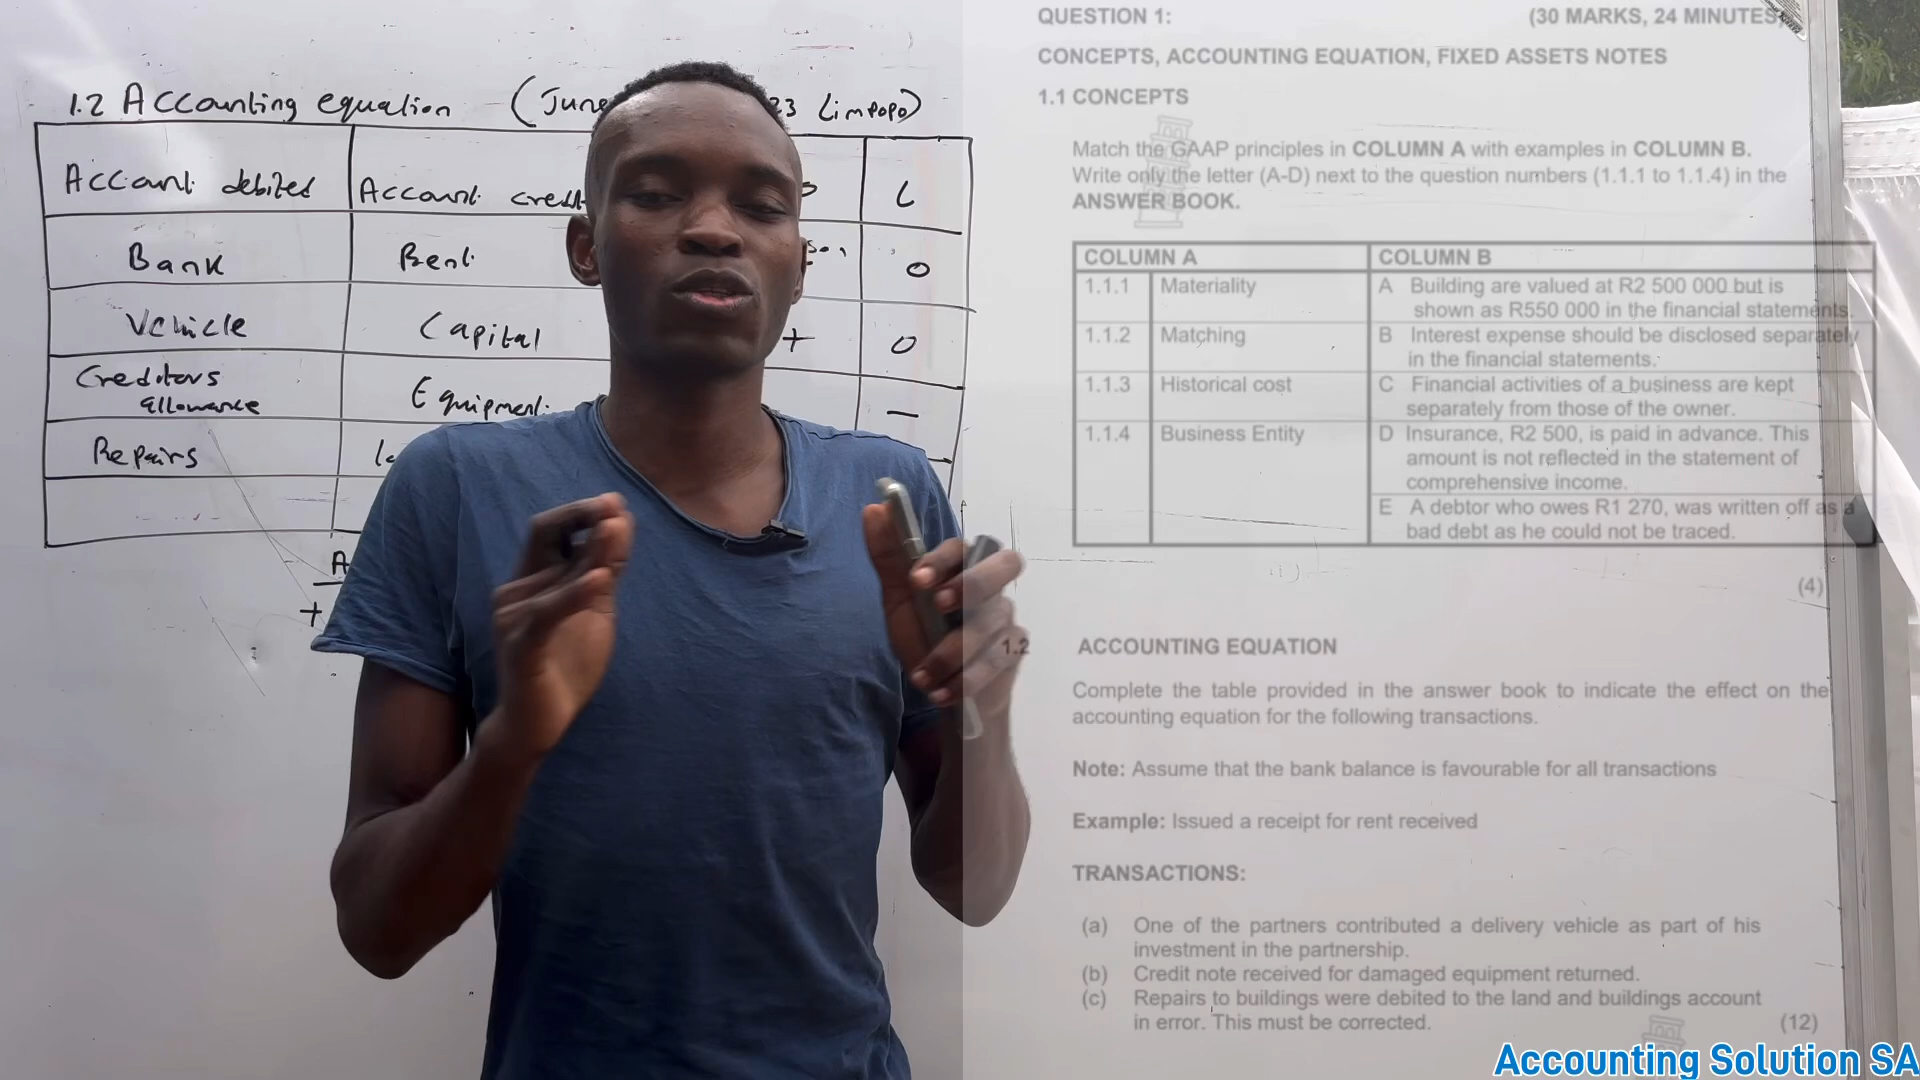 1.2 Accounting equation (June 23 Limpopo)
Account debited Account credit L
Bank Rent 0
Vehicle Capital + 0
Creditors
allowance Equipment —
Repairs
A
+
QUESTION 1: (30 MARKS, 24 MINUTES)
CONCEPTS, ACCOUNTING EQUATION, FIXED ASSETS NOTES
1.1 CONCEPTS
Match the GAAP principles in COLUMN A with examples in COLUMN B.
Write only the letter (A-D) next to the question numbers (1.1.1 to 1.1.4) in the
ANSWER BOOK.
COLUMN A COLUMN B
1.1.1 Materiality A Building are valued at R2 500 000 but is
shown as R550 000 in the financial statements.
1.1.2 Matching B Interest expense should be disclosed separately
in the financial statements.
1.1.3 Historical cost C Financial activities of a business are kept
separately from those of the owner.
1.1.4 Business Entity D Insurance, R2 500, is paid in advance. This
amount is not reflected in the statement of
comprehensive income.
E A debtor who owes R1 270, was written off as a
bad debt as he could not be traced.
(4)
1.2 ACCOUNTING EQUATION
Complete the table provided in the answer book to indicate the effect on the
accounting equation for the following transactions.
Note: Assume that the bank balance is favourable for all transactions
Example: Issued a receipt for rent received
TRANSACTIONS:
(a) One of the partners contributed a delivery vehicle as part of his
investment in the partnership.
(b) Credit note received for damaged equipment returned.
(c) Repairs to buildings were debited to the land and buildings account
in error. This must be corrected. (12)
Accounting Solution SA